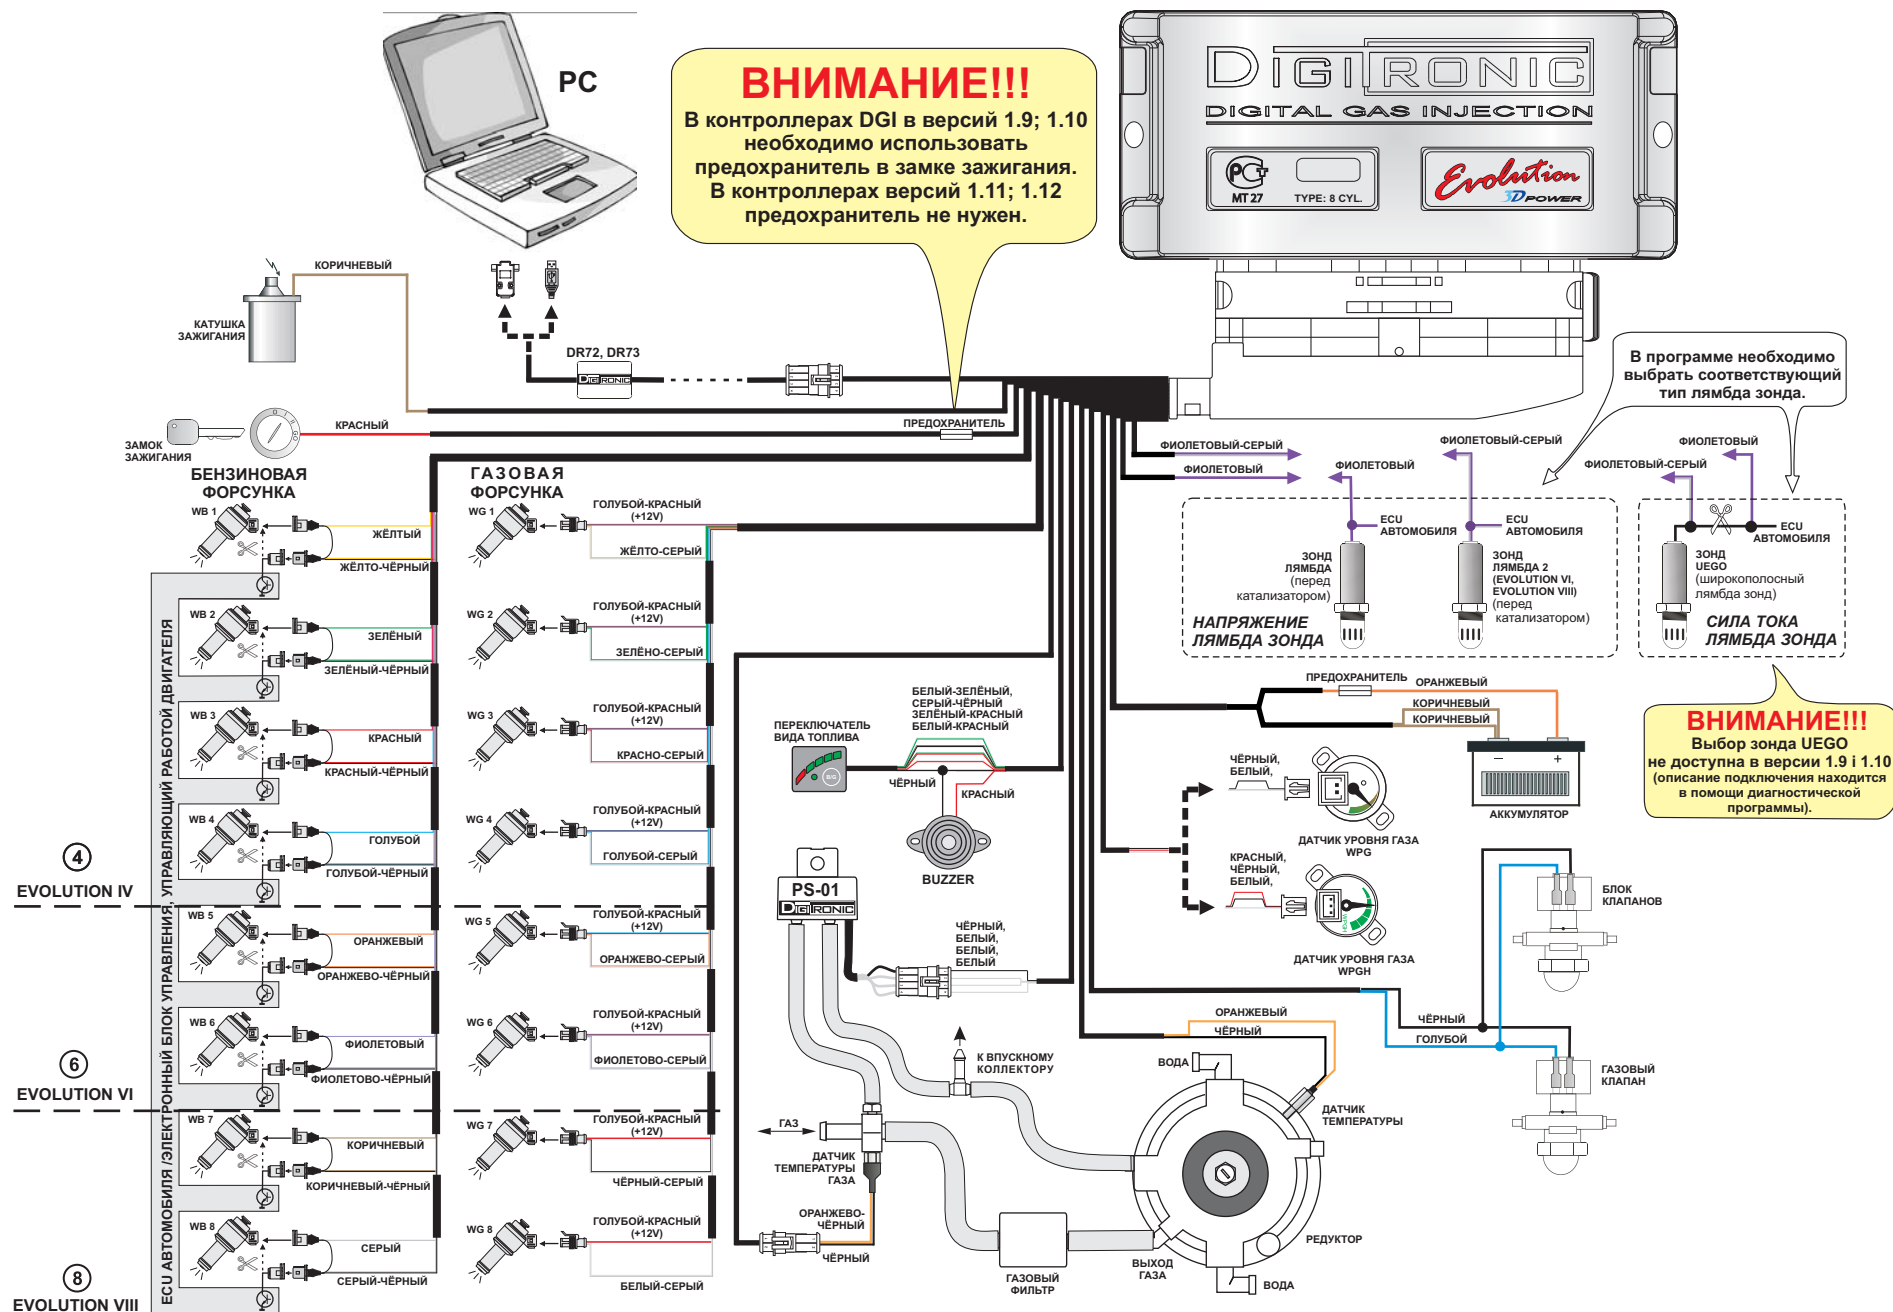 PC
ВНИМАНИЕ!!!
В контроллерах DGI в версий 1.9; 1.10
необходимо использовать
предохранитель в замке зажигания.
В контроллерах версий 1.11; 1.12
предохранитель не нужен.
DIGITRONIC
DIGITAL GAS INJECTION
PCT
MT 27
TYPE: 8 CYL.
Evolution
3D POWER
КОРИЧНЕВЫЙ
КАТУШКА
ЗАЖИГАНИЯ
DR72, DR73
DIGITRONIC
В программе необходимо
выбрать соответствующий
тип лямбда зонда.
ЗАМОК
ЗАЖИГАНИЯ
КРАСНЫЙ
ПРЕДОХРАНИТЕЛЬ
БЕНЗИНОВАЯ
ФОРСУНКА
ГАЗОВАЯ
ФОРСУНКА
WB 1
ЖЁЛТЫЙ
ЖЁЛТО-ЧЁРНЫЙ
WB 2
ЗЕЛЁНЫЙ
ЗЕЛЁНЫЙ-ЧЁРНЫЙ
WB 3
КРАСНЫЙ
КРАСНЫЙ-ЧЁРНЫЙ
WB 4
ГОЛУБОЙ
ГОЛУБОЙ-ЧЁРНЫЙ
WB 5
ОРАНЖЕВЫЙ
ОРАНЖЕВО-ЧЁРНЫЙ
WB 6
ФИОЛЕТОВЫЙ
ФИОЛЕТОВО-ЧЁРНЫЙ
WB 7
КОРИЧНЕВЫЙ
КОРИЧНЕВЫЙ-ЧЁРНЫЙ
WB 8
СЕРЫЙ
СЕРЫЙ-ЧЁРНЫЙ
ECU АВТОМОБИЛЯ /ЭЛЕКТРОННЫЙ БЛОК УПРАВЛЕНИЯ, УПРАВЛЯЮЩИЙ РАБОТОЙ ДВИГАТЕЛЯ
4
EVOLUTION IV
6
EVOLUTION VI
8
EVOLUTION VIII
WG 1
ГОЛУБОЙ-КРАСНЫЙ
(+12V)
ЖЁЛТО-СЕРЫЙ
WG 2
ГОЛУБОЙ-КРАСНЫЙ
(+12V)
ЗЕЛЁНО-СЕРЫЙ
WG 3
ГОЛУБОЙ-КРАСНЫЙ
(+12V)
КРАСНО-СЕРЫЙ
WG 4
ГОЛУБОЙ-КРАСНЫЙ
(+12V)
ГОЛУБОЙ-СЕРЫЙ
WG 5
ГОЛУБОЙ-КРАСНЫЙ
(+12V)
ОРАНЖЕВО-СЕРЫЙ
WG 6
ГОЛУБОЙ-КРАСНЫЙ
(+12V)
ФИОЛЕТОВО-СЕРЫЙ
WG 7
ГОЛУБОЙ-КРАСНЫЙ
(+12V)
ЧЁРНЫЙ-СЕРЫЙ
WG 8
ГОЛУБОЙ-КРАСНЫЙ
(+12V)
БЕЛЫЙ-СЕРЫЙ
ФИОЛЕТОВЫЙ-СЕРЫЙ
ФИОЛЕТОВЫЙ
ФИОЛЕТОВЫЙ
ФИОЛЕТОВЫЙ-СЕРЫЙ
ECU
АВТОМОБИЛЯ
ECU
АВТОМОБИЛЯ
ЗОНД
ЛЯМБДА
(перед
катализатором)
ЗОНД
ЛЯМБДА 2
(EVOLUTION VI,
EVOLUTION VIII)
(перед
катализатором)
НАПРЯЖЕНИЕ
ЛЯМБДА ЗОНДА
ФИОЛЕТОВЫЙ
ФИОЛЕТОВЫЙ-СЕРЫЙ
ECU
АВТОМОБИЛЯ
ЗОНД
UEGO
(широкополосный
лямбда зонд)
СИЛА ТОКА
ЛЯМБДА ЗОНДА
ВНИМАНИЕ!!!
Выбор зонда UEGO
не доступна в версии 1.9 i 1.10
(описание подключения находится
в помощи диагностической
программы).
ПРЕДОХРАНИТЕЛЬ
ОРАНЖЕВЫЙ
КОРИЧНЕВЫЙ
КОРИЧНЕВЫЙ
– +
АККУМУЛЯТОР
БЕЛЫЙ-ЗЕЛЁНЫЙ,
СЕРЫЙ-ЧЁРНЫЙ
ЗЕЛЁНЫЙ-КРАСНЫЙ
БЕЛЫЙ-КРАСНЫЙ
ПЕРЕКЛЮЧАТЕЛЬ
ВИДА ТОПЛИВА
B/G
ЧЁРНЫЙ
КРАСНЫЙ
BUZZER
ЧЁРНЫЙ,
БЕЛЫЙ,
ДАТЧИК УРОВНЯ ГАЗА
WPG
КРАСНЫЙ,
ЧЁРНЫЙ,
БЕЛЫЙ,
WPGH
ДАТЧИК УРОВНЯ ГАЗА
WPGH
БЛОК
КЛАПАНОВ
PS-01
DIGITRONIC
ЧЁРНЫЙ,
БЕЛЫЙ,
БЕЛЫЙ,
БЕЛЫЙ
ОРАНЖЕВЫЙ
ЧЁРНЫЙ
ЧЁРНЫЙ
ГОЛУБОЙ
ГАЗОВЫЙ
КЛАПАН
К ВПУСКНОМУ
КОЛЛЕКТОРУ
ВОДА
ДАТЧИК
ТЕМПЕРАТУРЫ
ГАЗ
ДАТЧИК
ТЕМПЕРАТУРЫ
ГАЗА
ОРАНЖЕВО-
ЧЁРНЫЙ
ЧЁРНЫЙ
ГАЗОВЫЙ
ФИЛЬТР
ВЫХОД
ГАЗА
РЕДУКТОР
ВОДА